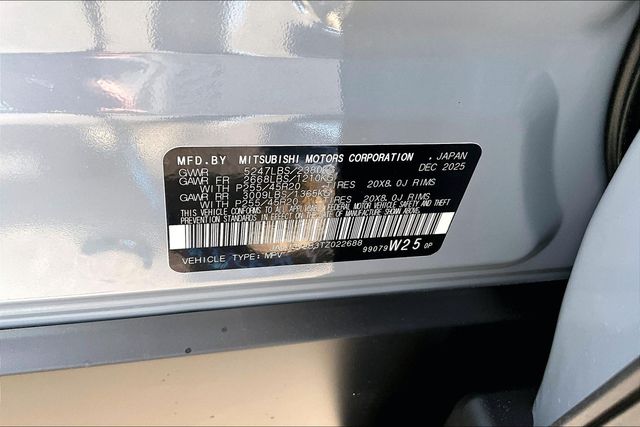 MFD.BY MITSUBISHI MOTORS CORPORATION , JAPAN
GVWR 5247LBS/2380KG DEC 2025
GAWR FR 2668LBS/1210KG
WITH P255/45R20 TIRES 20X8.0J RIMS
GAWR RR 3009LBS/1365KG
WITH P255/45R20 TIRES 20X8.0J RIMS
THIS VEHICLE CONFORMS TO ALL APPLICABLE FEDERAL MOTOR VEHICLE SAFETY AND
THEFT PREVENTION STANDARDS IN EFFECT ON THE DATE OF MANUFACTURE SHOWN ABOVE.
3TZ022688 99079 W25 OP
VEHICLE TYPE: MPV